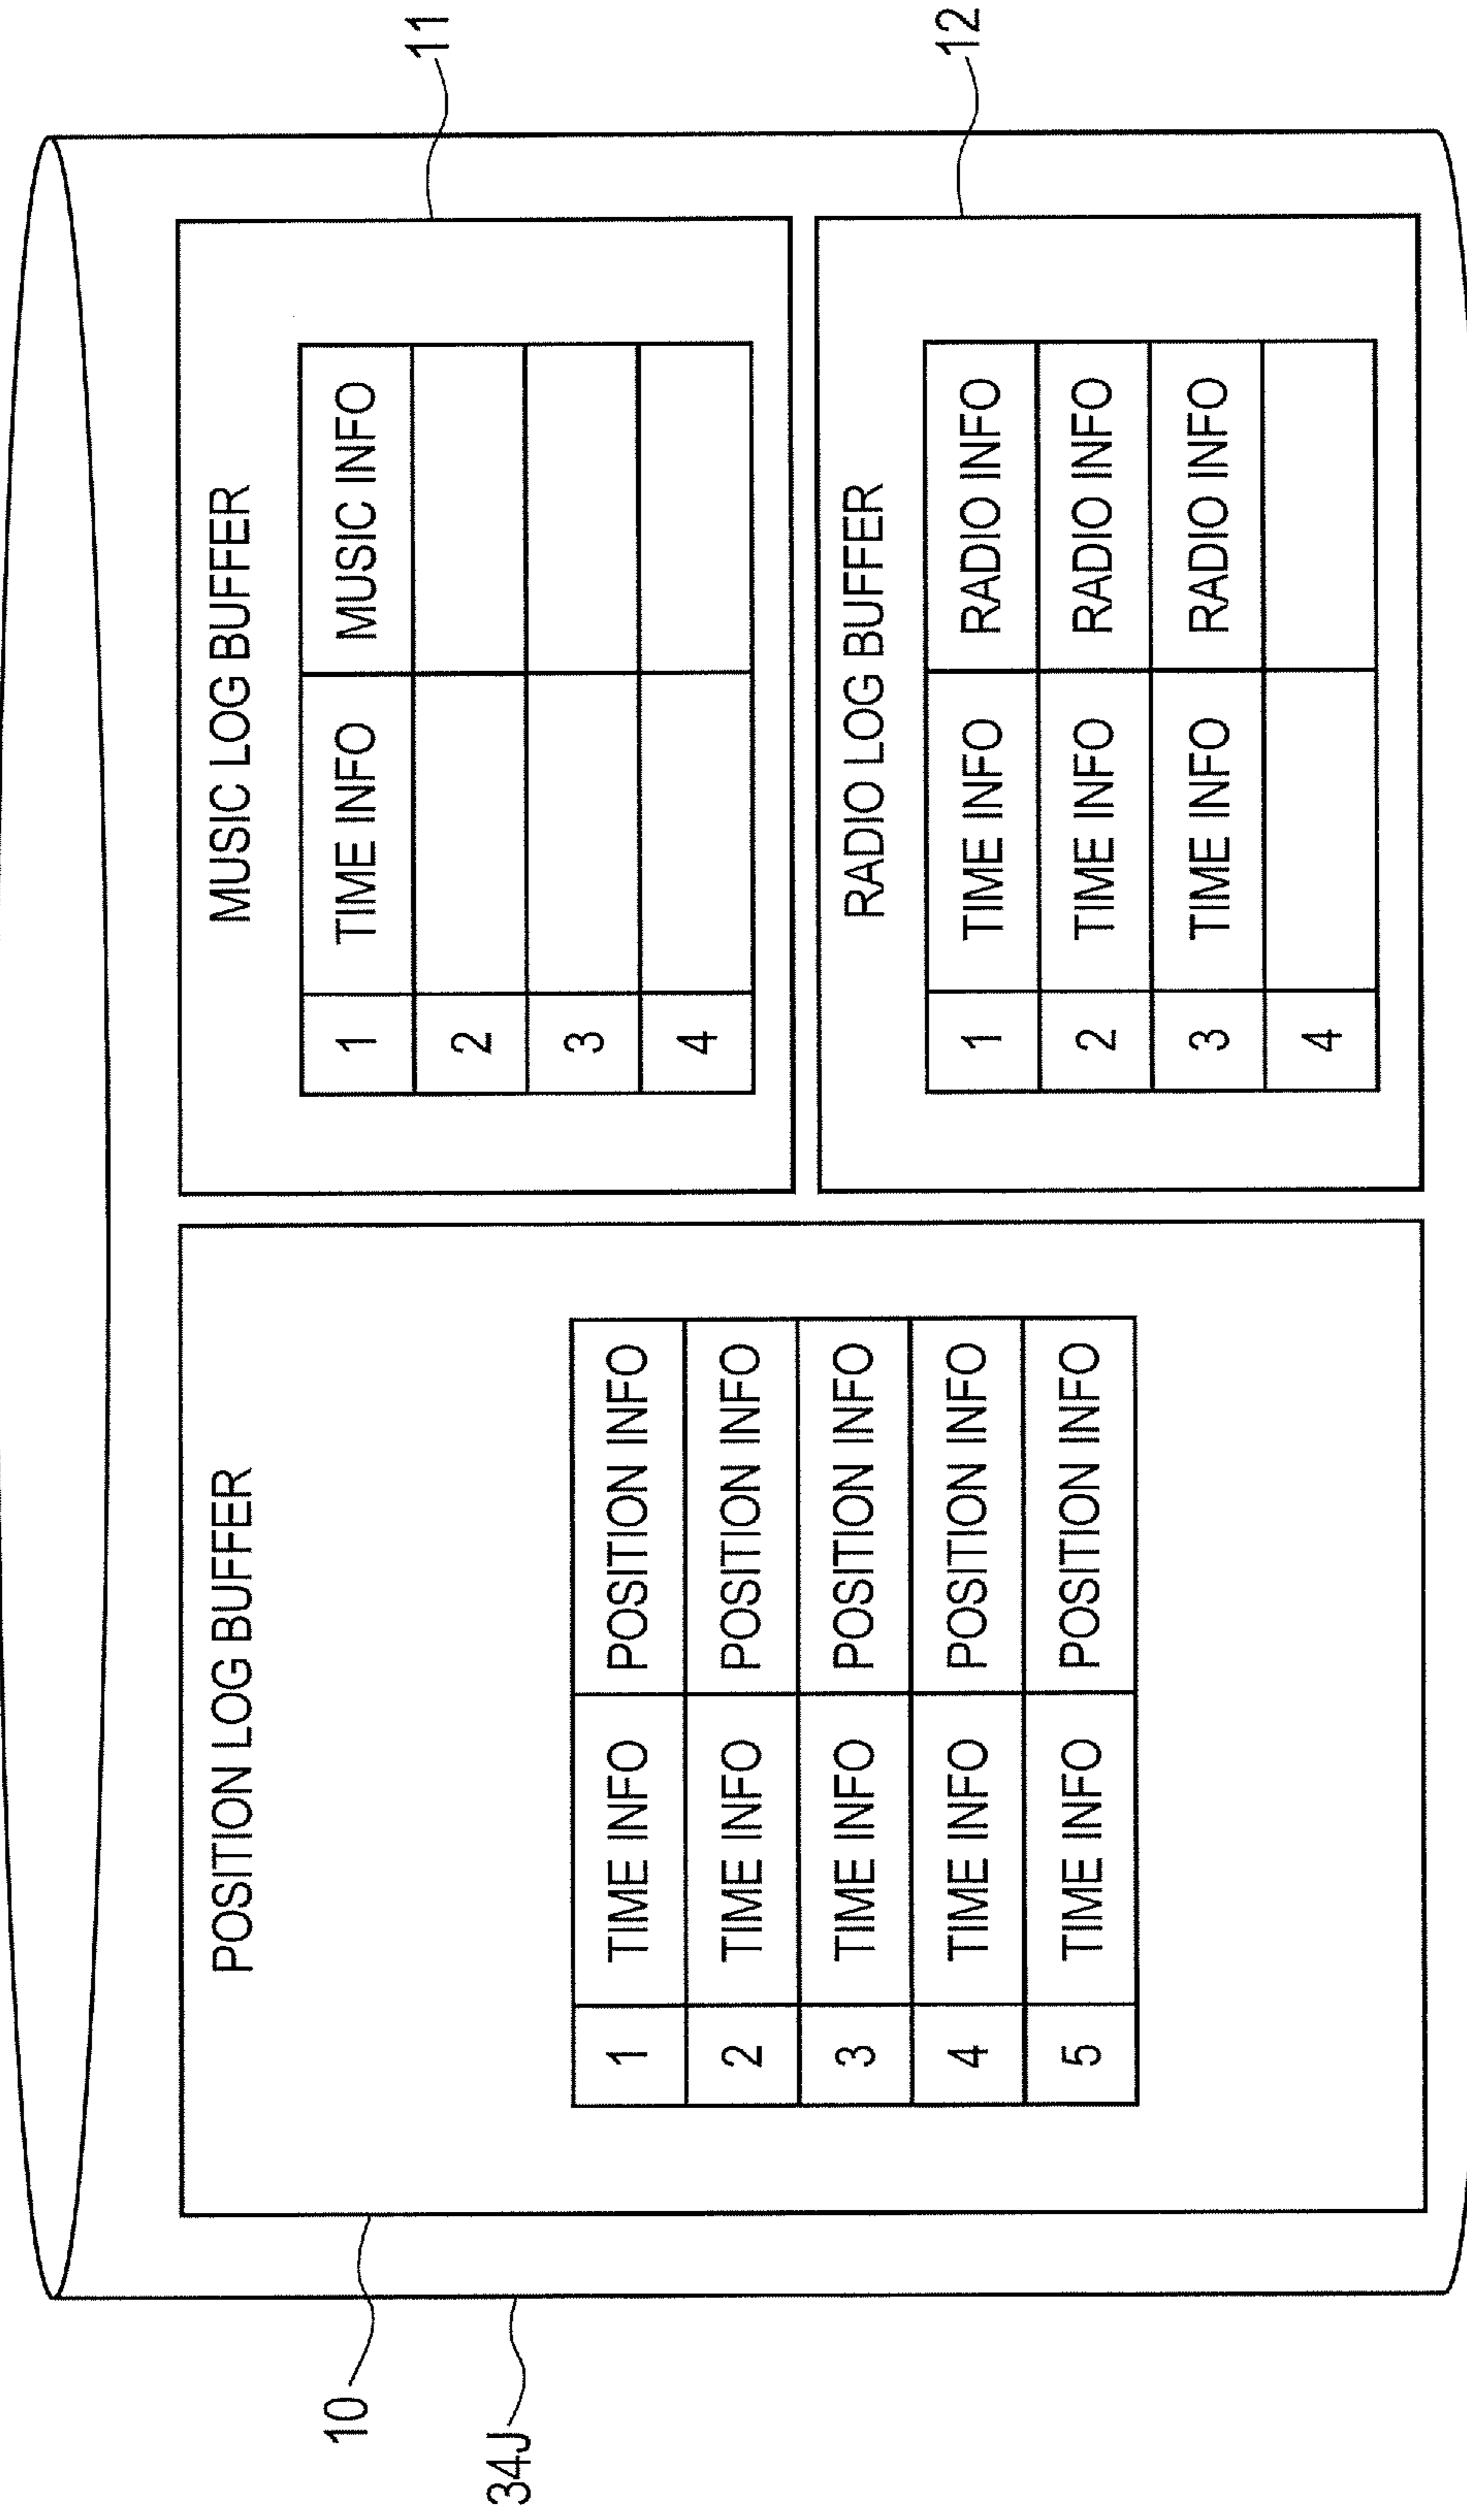 34J
10
POSITION LOG BUFFER
1 TIME INFO POSITION INFO
2 TIME INFO POSITION INFO
3 TIME INFO POSITION INFO
4 TIME INFO POSITION INFO
5 TIME INFO POSITION INFO
11
MUSIC LOG BUFFER
1 TIME INFO MUSIC INFO
2
3
4
12
RADIO LOG BUFFER
1 TIME INFO RADIO INFO
2 TIME INFO RADIO INFO
3 TIME INFO RADIO INFO
4